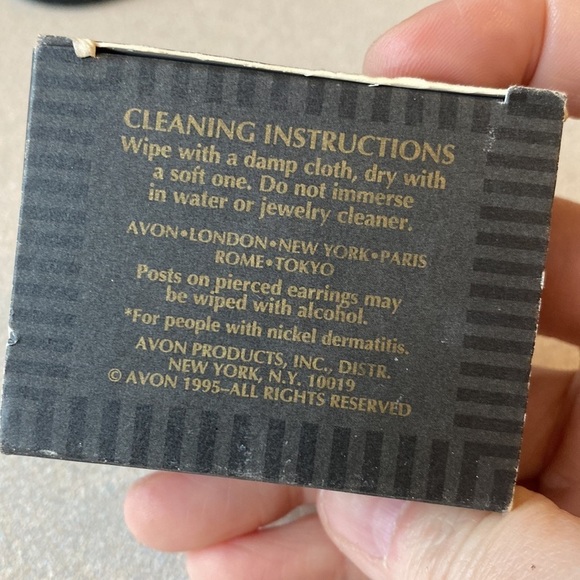 CLEANING INSTRUCTIONS
Wipe with a damp cloth, dry with
a soft one. Do not immerse
in water or jewelry cleaner.
AVON•LONDON•NEW YORK•PARIS
ROME•TOKYO
Posts on pierced earrings may
be wiped with alcohol.
*For people with nickel dermatitis.
AVON PRODUCTS, INC., DISTR.
NEW YORK, N.Y. 10019
© AVON 1995–ALL RIGHTS RESERVED